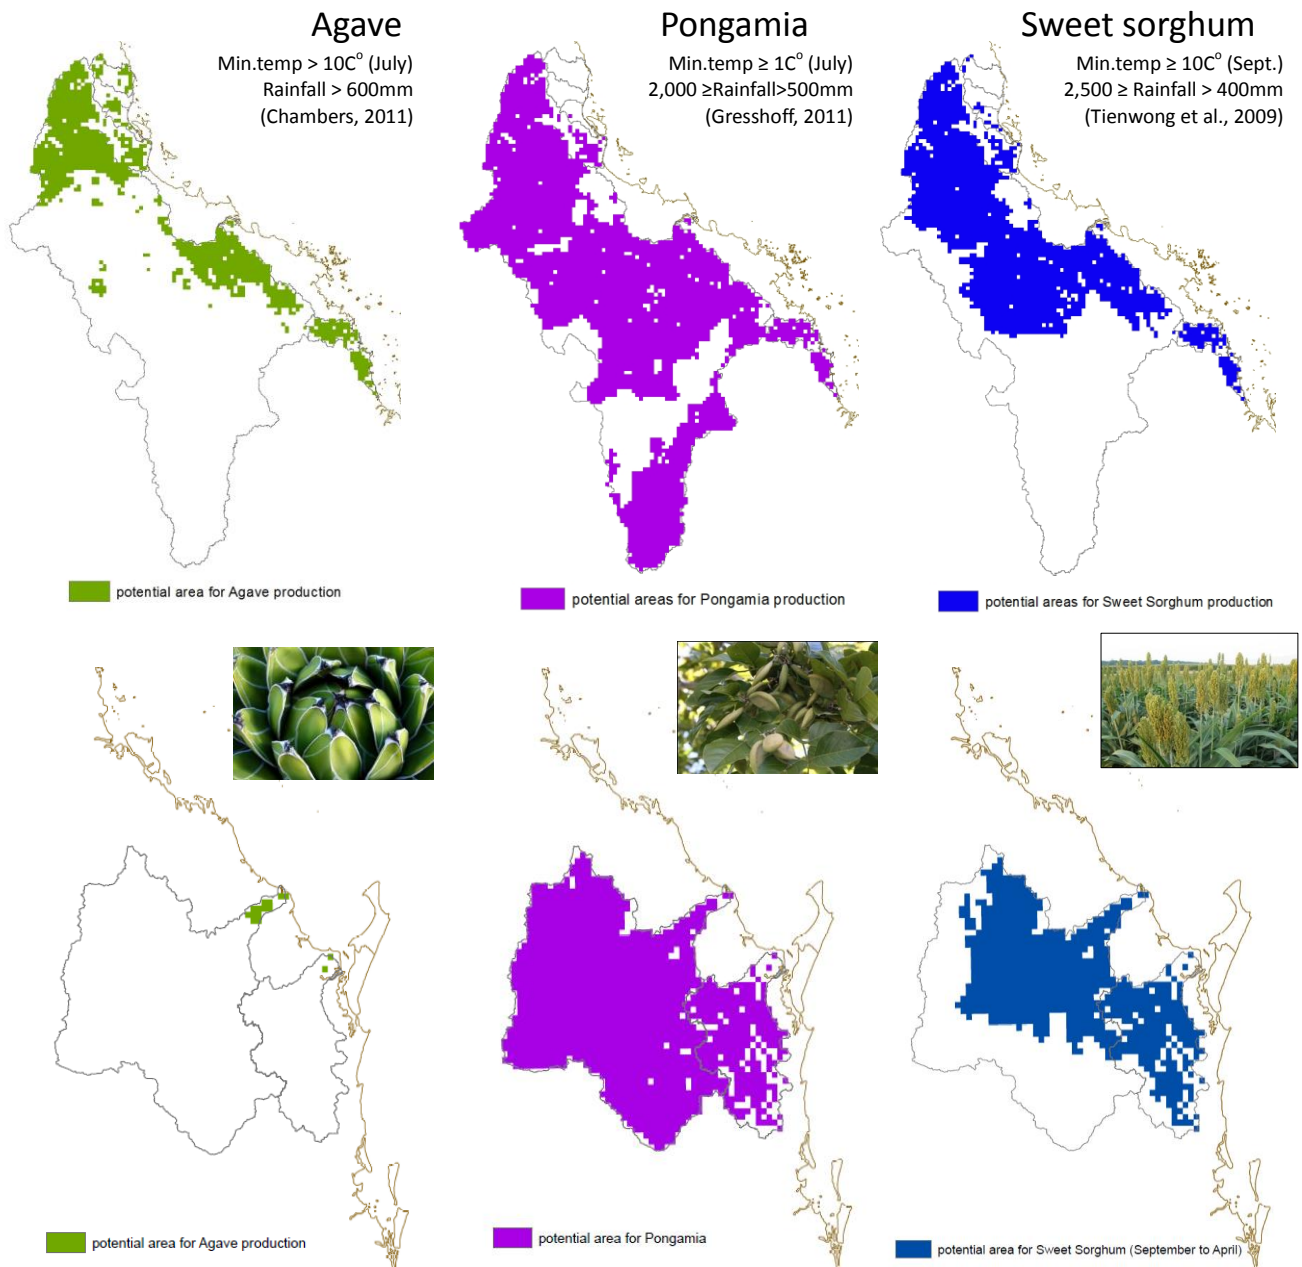 Agave
Min.temp > 10C° (July)
Rainfall > 600mm
(Chambers, 2011)
Pongamia
Min.temp ≥ 1C° (July)
2,000 ≥Rainfall>500mm
(Gresshoff, 2011)
Sweet sorghum
Min.temp ≥ 10C° (Sept.)
2,500 ≥ Rainfall > 400mm
(Tienwong et al., 2009)
potential area for Agave production
potential areas for Pongamia production
potential areas for Sweet Sorghum production
potential area for Agave production
potential area for Pongamia
potential area for Sweet Sorghum (September to April)